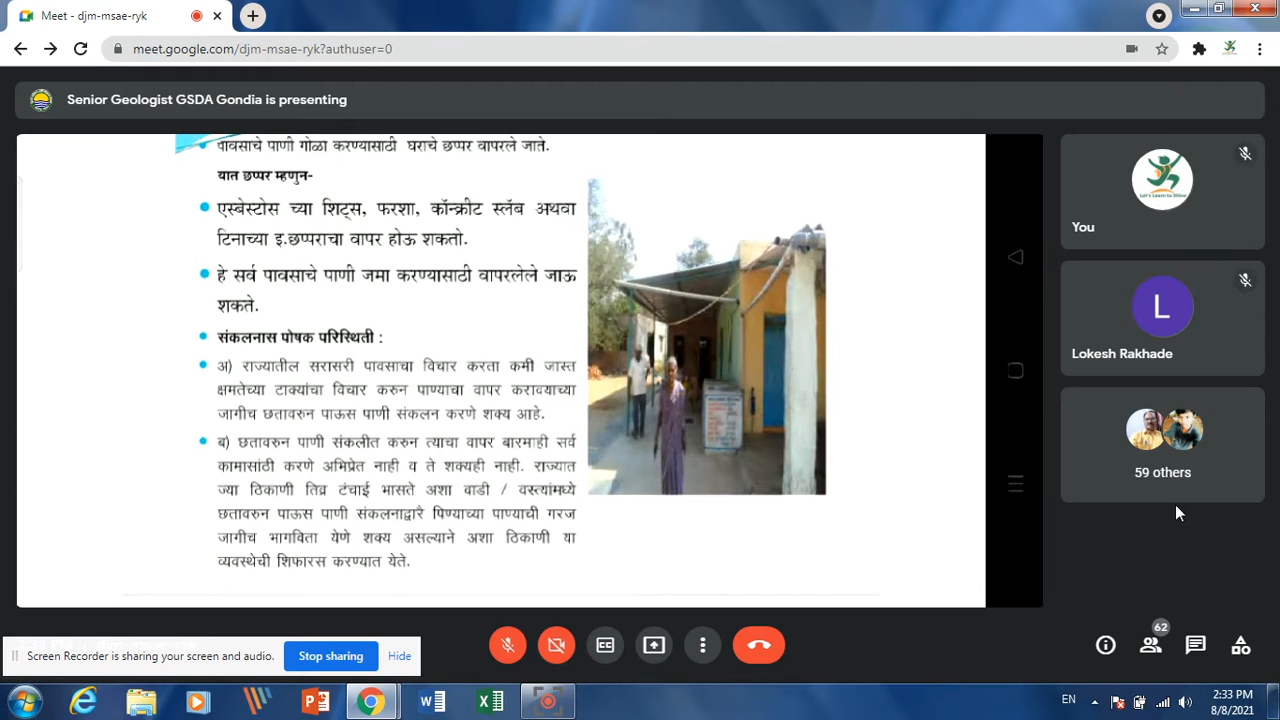 Meet - djm-msae-ryk
meet.google.com/djm-msae-ryk?authuser=0
Senior Geologist GSDA Gondia is presenting
पावसाचे पाणी गोळा करण्यासाठी घराचे छप्पर वापरले जाते.
यात छप्पर म्हणुन-
एस्बेस्टोस च्या शिट्स, फरशा, कॉन्क्रीट स्लॅब अथवा
टिनाच्या इ.छप्पराचा वापर होऊ शकतो.
हे सर्व पावसाचे पाणी जमा करण्यासाठी वापरलेले जाऊ
शकते.
संकलनास पोषक परिस्थिती :
अ) राज्यातील सरासरी पावसाचा विचार करता कमी जास्त
क्षमतेच्या टाक्यांचा विचार करुन पाण्याचा वापर करावयाच्या
जागीच छतावरुन पाऊस पाणी संकलन करणे शक्य आहे.
ब) छतावरुन पाणी संकलीत करुन त्याचा वापर बारमाही सर्व
कामासांठी करणे अभिप्रेत नाही व ते शक्यही नाही. राज्यात
ज्या ठिकाणी तिव्र टंचाई भासते अशा वाडी / वस्त्यांमध्ये
छतावरुन पाऊस पाणी संकलनाद्वारे पिण्याच्या पाण्याची गरज
जागीच भागविता येणे शक्य असल्याने अशा ठिकाणी या
व्यवस्थेची शिफारस करण्यात येते.
Let's Learn to Shine
You
L
Lokesh Rakhade
59 others
62
Screen Recorder is sharing your screen and audio.
Stop sharing
Hide
EN
2:33 PM
8/8/2021